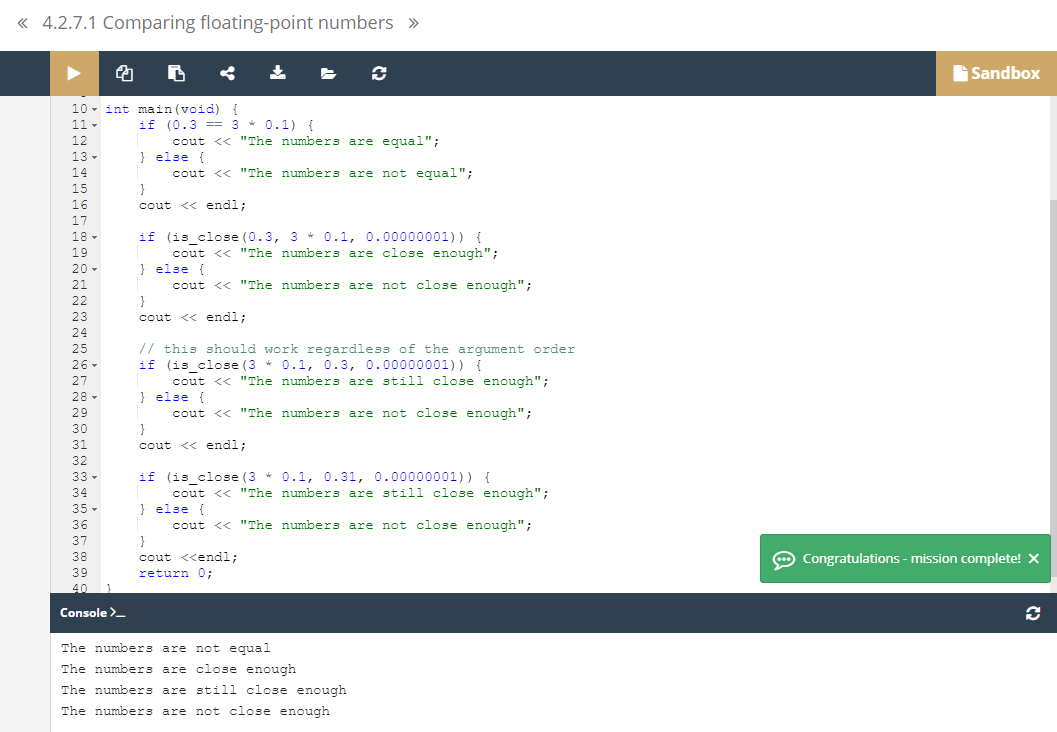 « 4.2.7.1 Comparing floating-point numbers »
Sandbox
10 int main(void) {
11     if (0.3 == 3 * 0.1) {
12         cout << "The numbers are equal";
13     } else {
14         cout << "The numbers are not equal";
15     }
16     cout << endl;
17
18     if (is_close(0.3, 3 * 0.1, 0.00000001)) {
19         cout << "The numbers are close enough";
20     } else {
21         cout << "The numbers are not close enough";
22     }
23     cout << endl;
24
25     // this should work regardless of the argument order
26     if (is_close(3 * 0.1, 0.3, 0.00000001)) {
27         cout << "The numbers are still close enough";
28     } else {
29         cout << "The numbers are not close enough";
30     }
31     cout << endl;
32
33     if (is_close(3 * 0.1, 0.31, 0.00000001)) {
34         cout << "The numbers are still close enough";
35     } else {
36         cout << "The numbers are not close enough";
37     }
38     cout <<endl;
39     return 0;
40 }
Congratulations - mission complete! ×
Console >_
The numbers are not equal
The numbers are close enough
The numbers are still close enough
The numbers are not close enough